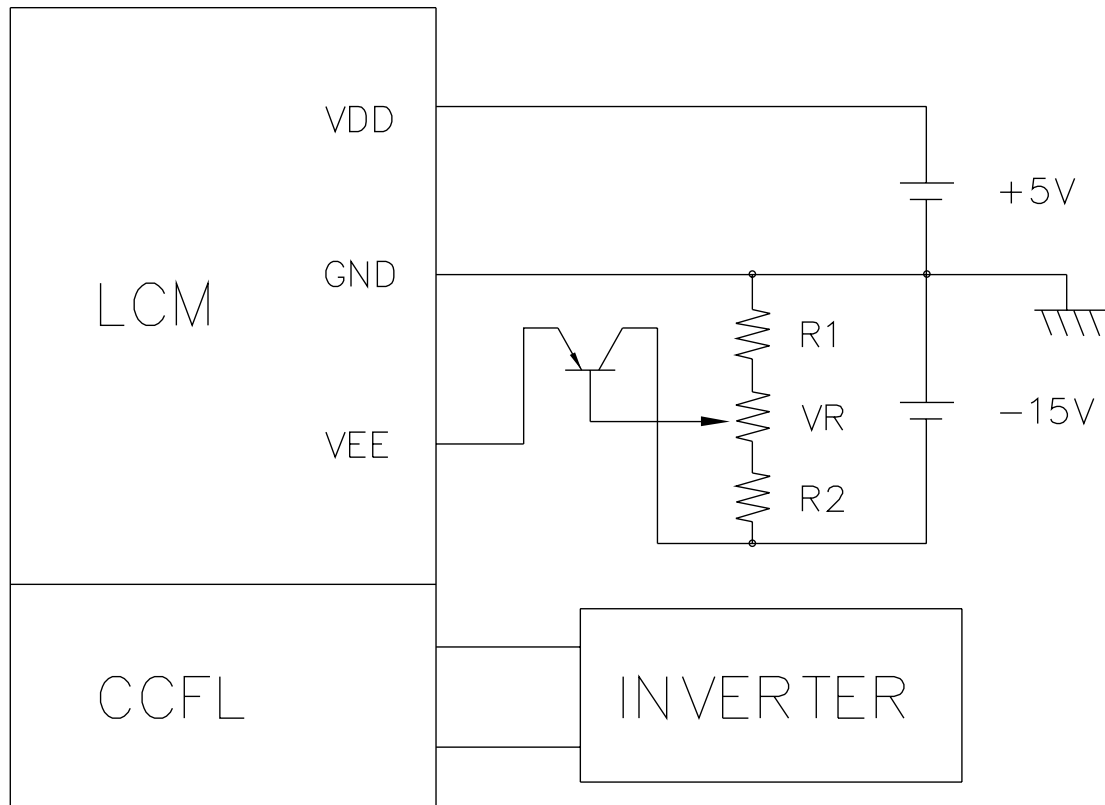 VDD
+5V
GND
LCM
R1
VR
-15V
VEE
R2
CCFL
INVERTER